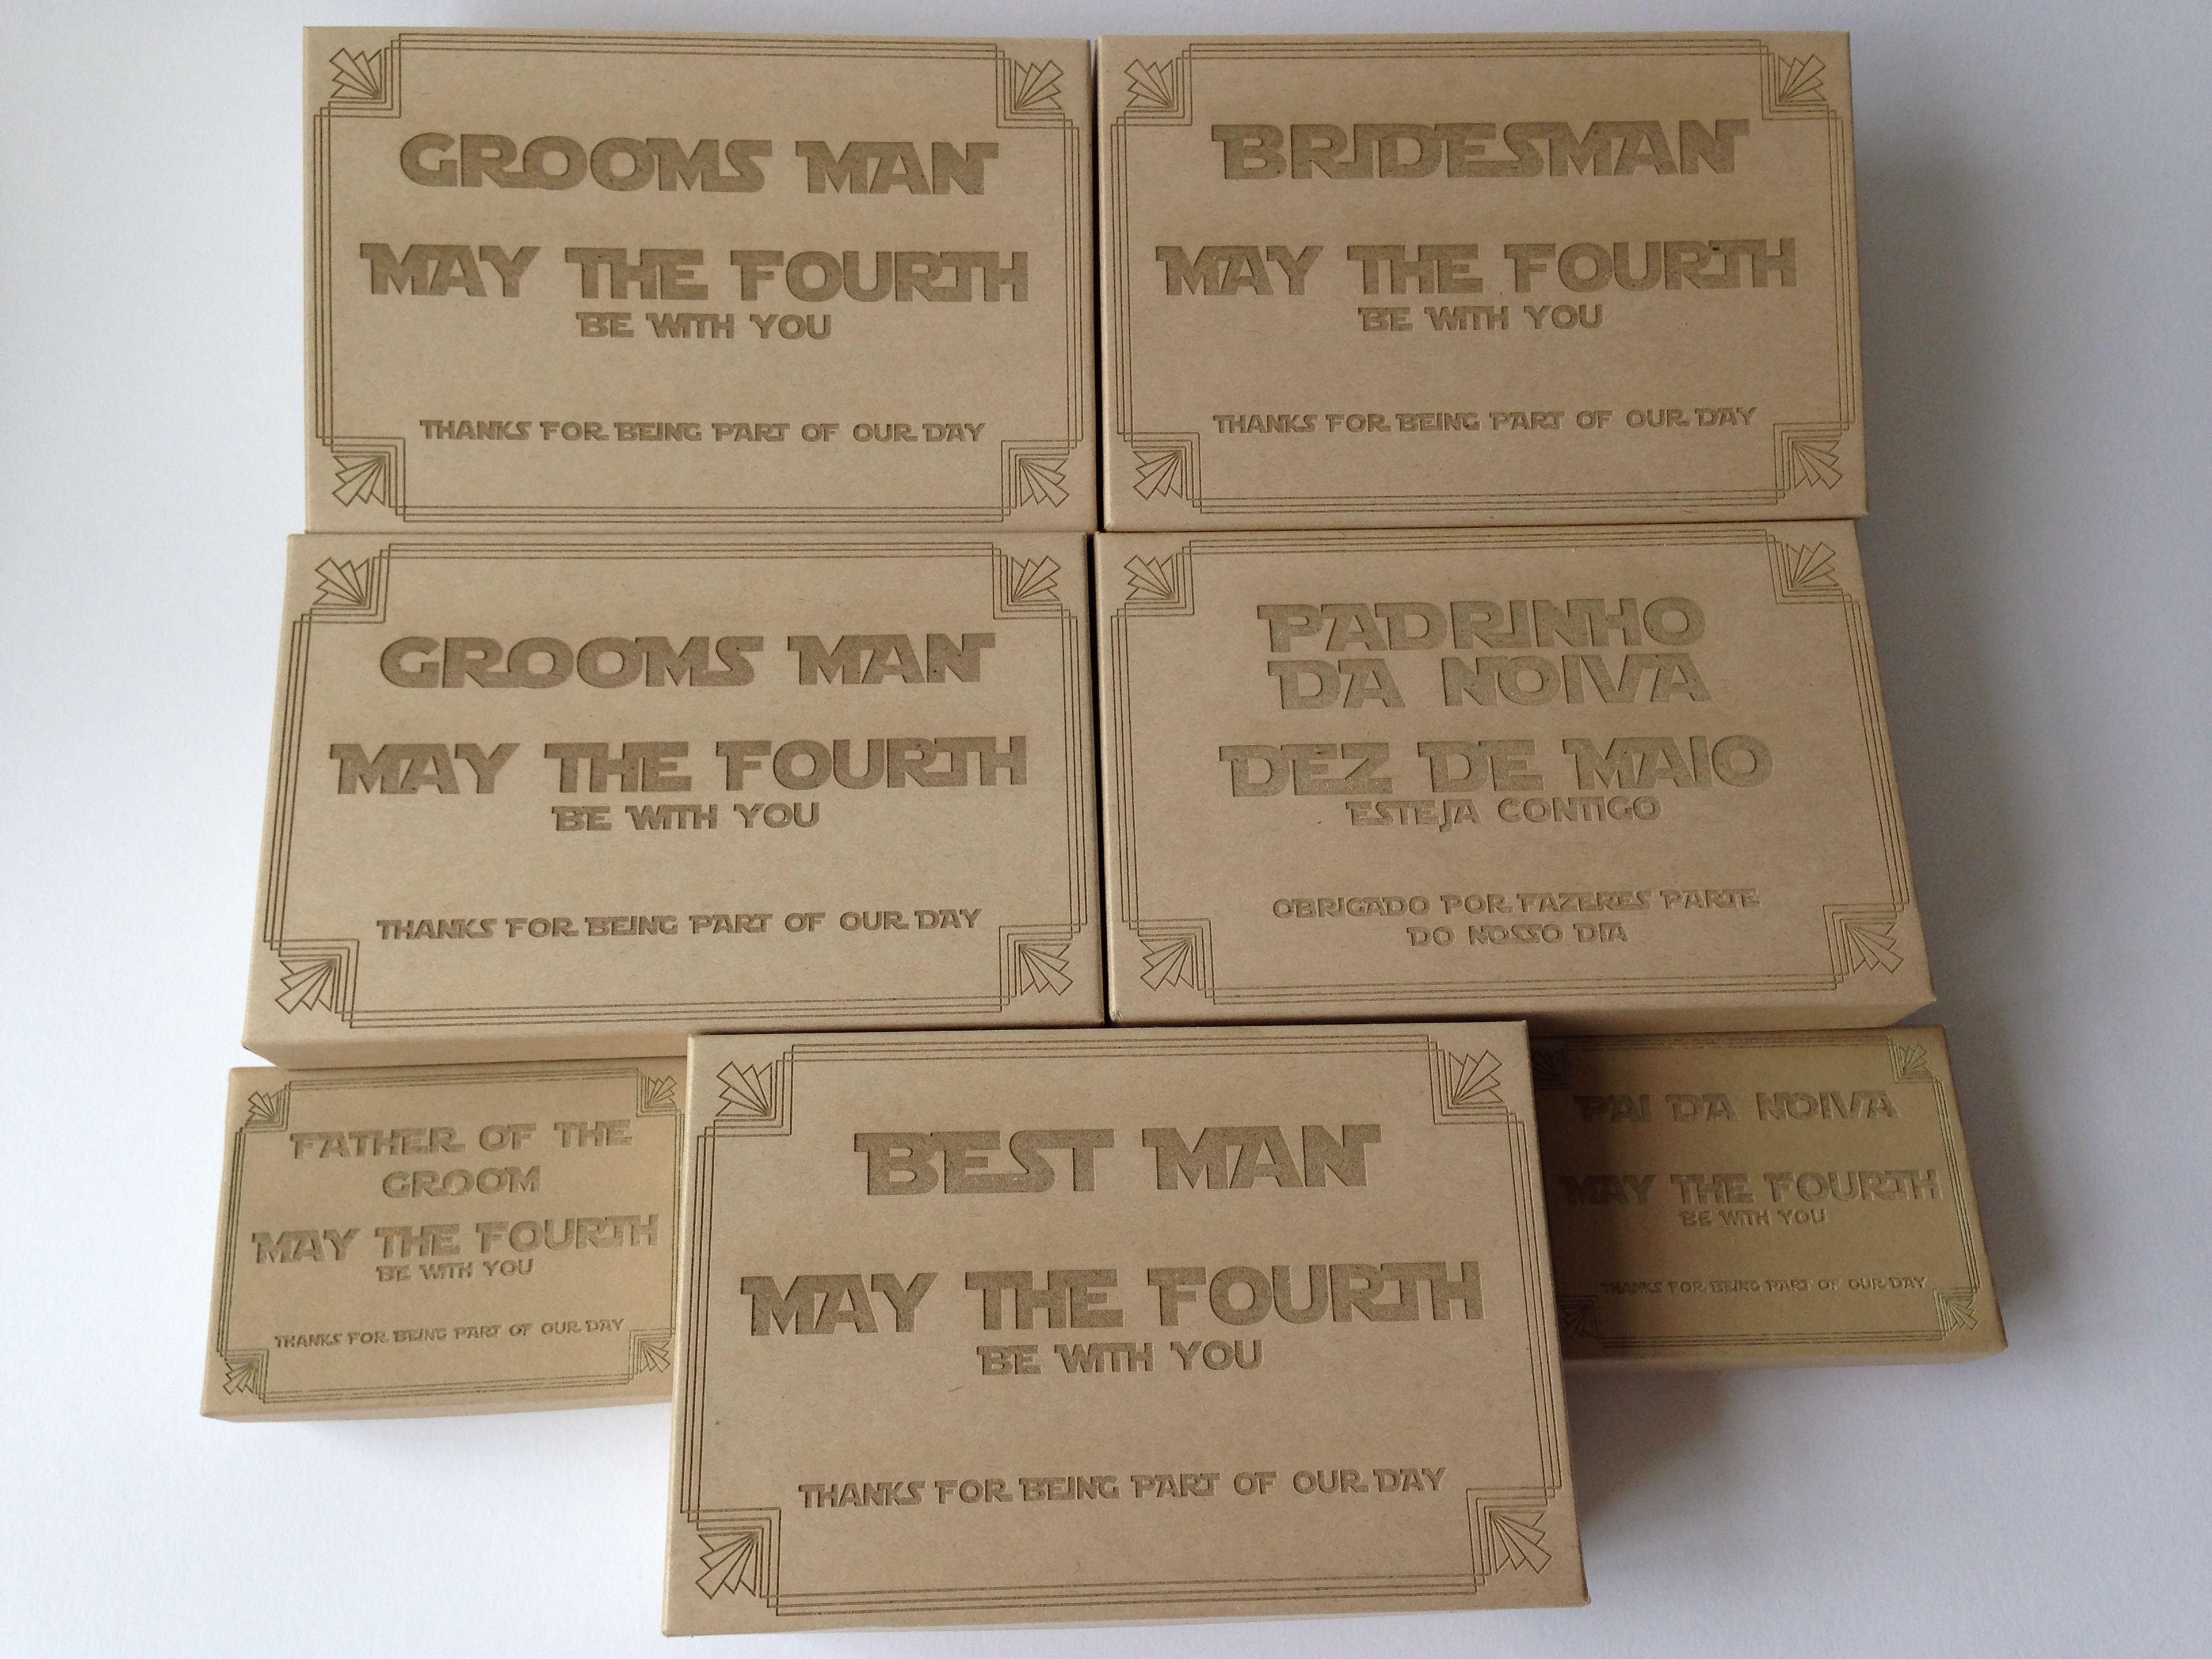 GROOMS MAN
MAY THE FOURTH
BE WITH YOU
THANKS FOR BEING PART OF OUR DAY
BRIDESMAN
MAY THE FOURTH
BE WITH YOU
THANKS FOR BEING PART OF OUR DAY
GROOMS MAN
MAY THE FOURTH
BE WITH YOU
THANKS FOR BEING PART OF OUR DAY
PADRINHO
DA NOIVA
DEZ DE MAIO
ESTEJA CONTIGO
OBRIGADO POR FAZERES PARTE
DO NOSSO DIA
FATHER OF THE
GROOM
MAY THE FOURTH
BE WITH YOU
THANKS FOR BEING PART OF OUR DAY
BEST MAN
MAY THE FOURTH
BE WITH YOU
THANKS FOR BEING PART OF OUR DAY
PAI DA NOIVA
MAY THE FOURTH
BE WITH YOU
THANKS FOR BEING PART OF OUR DAY